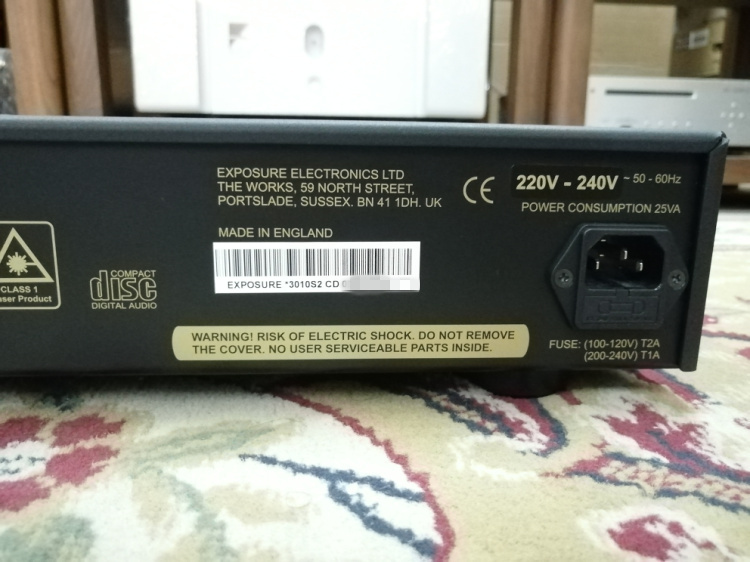 EXPOSURE ELECTRONICS LTD
THE WORKS, 59 NORTH STREET,
PORTSLADE, SUSSEX. BN 41 1DH. UK
CE
220V - 240V ~ 50 - 60Hz
POWER CONSUMPTION 25VA
MADE IN ENGLAND
EXPOSURE *3010S2 CD
CLASS 1
Product
COMPACT
disc
DIGITAL AUDIO
WARNING! RISK OF ELECTRIC SHOCK. DO NOT REMOVE
THE COVER. NO USER SERVICEABLE PARTS INSIDE.
FUSE: (100-120V) T2A
(200-240V) T1A